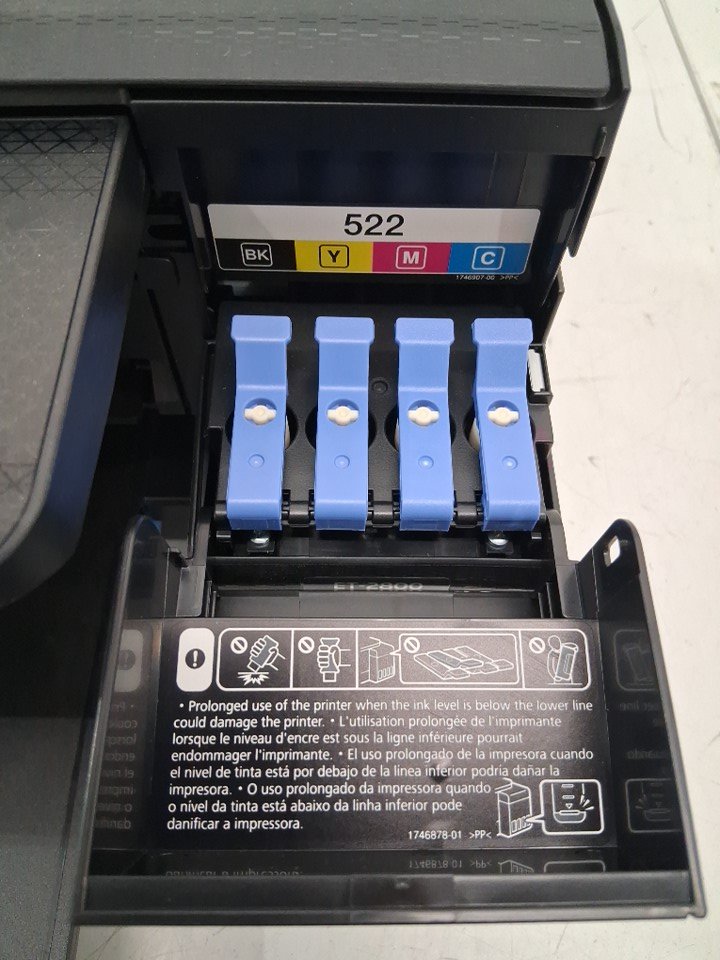 522
BK Y M C
1746907-00 >PP<
ET-2800
• Prolonged use of the printer when the ink level is below the lower line
could damage the printer. • L'utilisation prolongée de l'imprimante
lorsque le niveau d'encre est sous la ligne inférieure pourrait
endommager l'imprimante. • El uso prolongado de la impresora cuando
el nivel de tinta está por debajo de la línea inferior podría dañar la
impresora. • O uso prolongado da impressora quando
o nível da tinta está abaixo da linha inferior pode
danificar a impressora.
1746878-01 >PP<